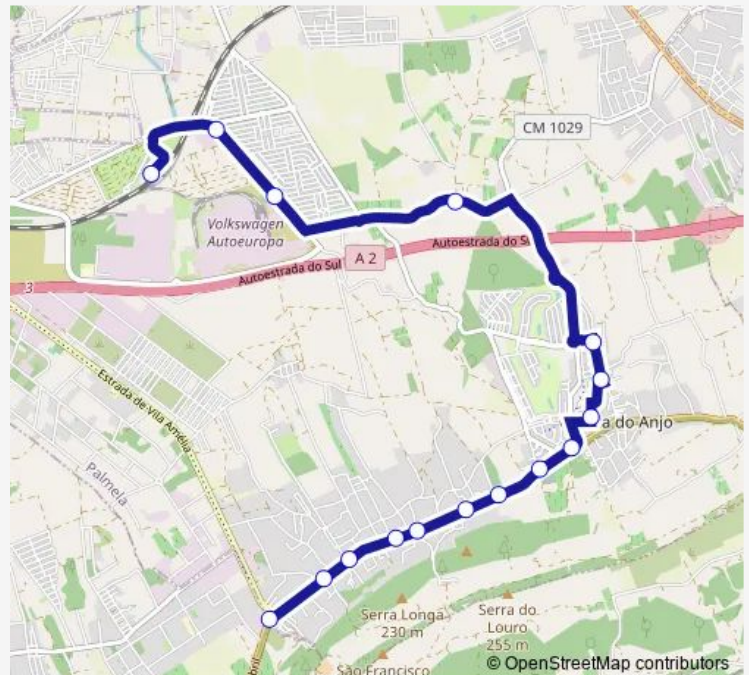 CM 1029
Volkswagen
Autoeuropa
Autoestrada do S
A 2
Autoestrada do Sul
3
Estrada de Vila Amélia
a do Anjo
Palmela
Serra Longa
230 m
Serra do
Louro
255 m
bril
São Francisco
© OpenStreetMap contributors